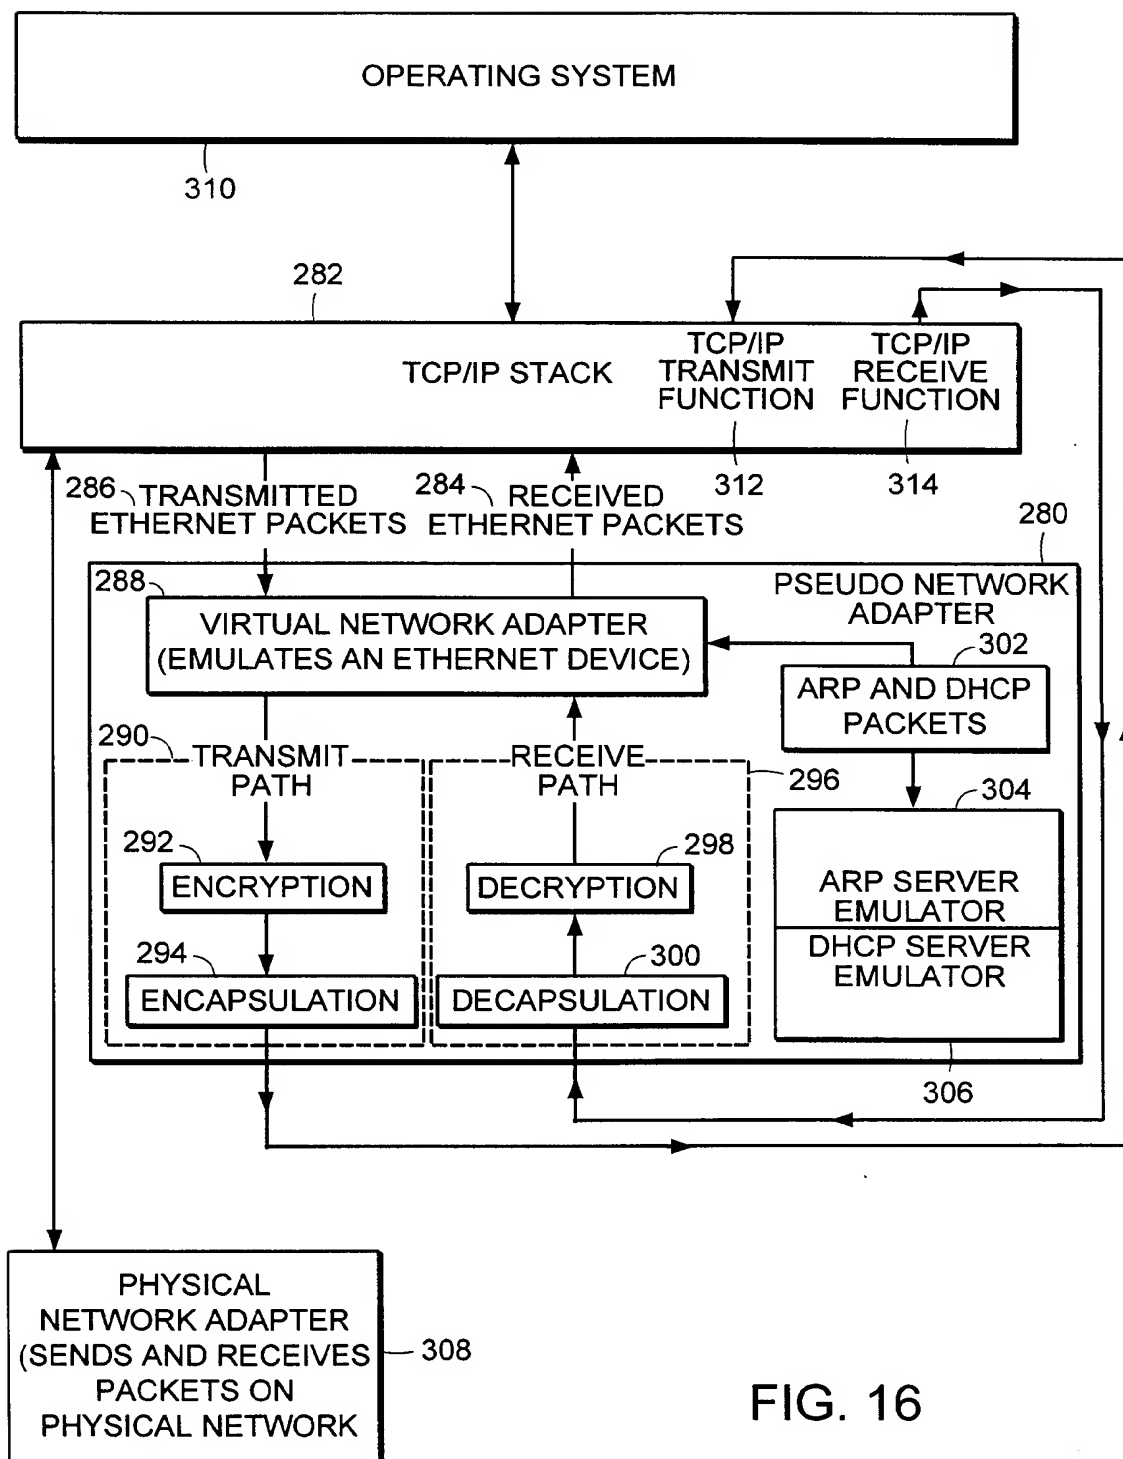 OPERATING SYSTEM
310
282
TCP/IP STACK
TCP/IP
TRANSMIT
FUNCTION
TCP/IP
RECEIVE
FUNCTION
312
314
286
TRANSMITTED
ETHERNET PACKETS
284
RECEIVED
ETHERNET PACKETS
280
PSEUDO NETWORK
ADAPTER
288
VIRTUAL NETWORK ADAPTER
(EMULATES AN ETHERNET DEVICE)
302
ARP AND DHCP
PACKETS
290
TRANSMIT
PATH
RECEIVE
PATH
296
304
292
ENCRYPTION
298
DECRYPTION
ARP SERVER
EMULATOR
DHCP SERVER
EMULATOR
294
ENCAPSULATION
300
DECAPSULATION
306
PHYSICAL
NETWORK ADAPTER
(SENDS AND RECEIVES
PACKETS ON
PHYSICAL NETWORK
308
FIG. 16